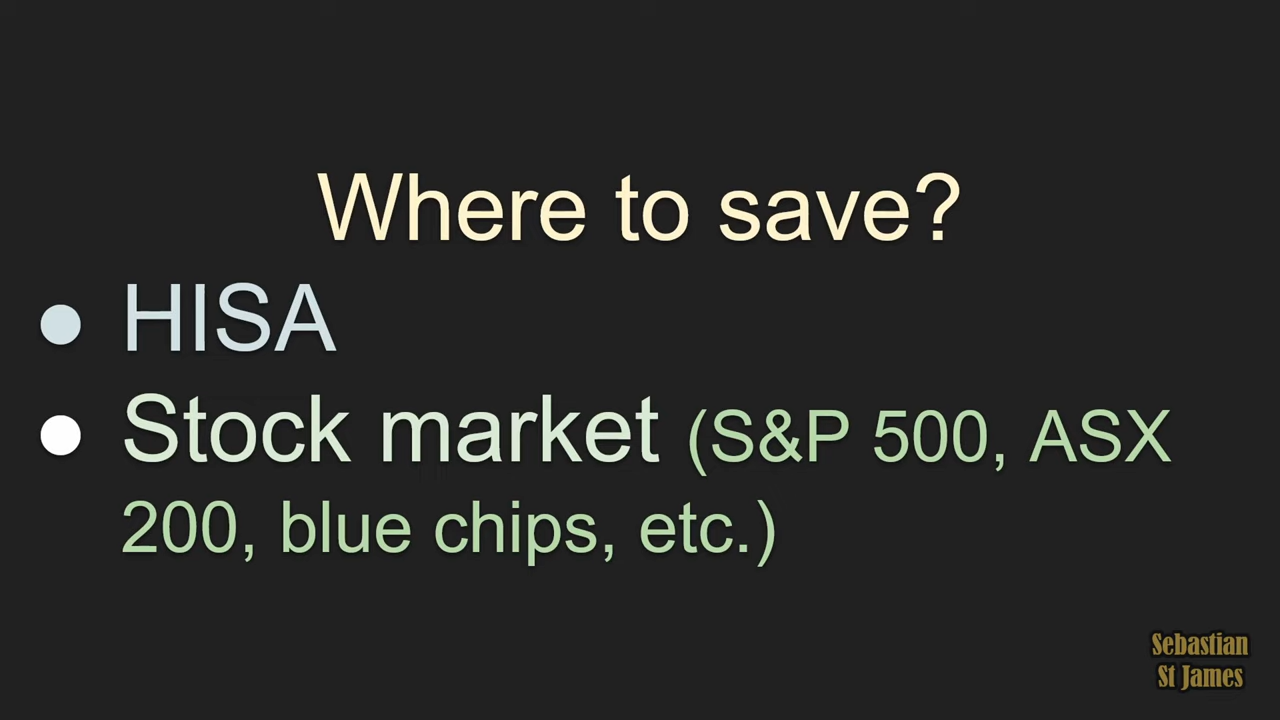 Where to save?
● HISA
● Stock market (S&P 500, ASX
200, blue chips, etc.)
Sebastian
St James